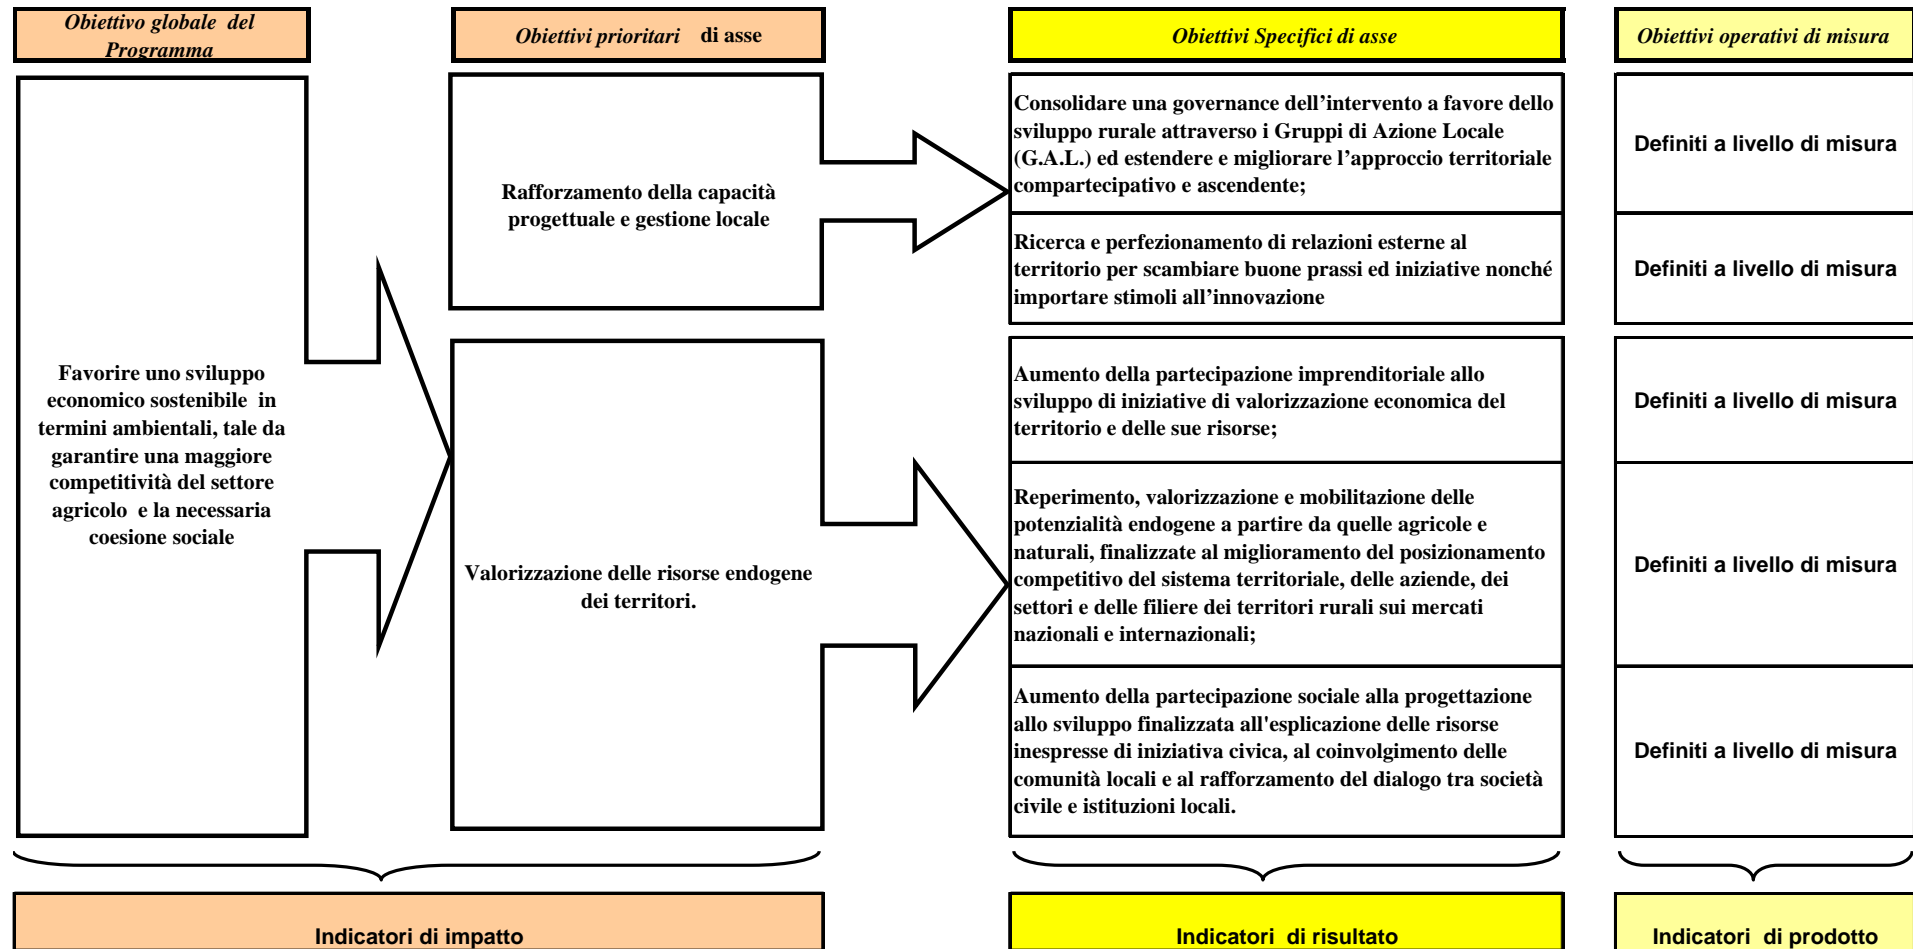 Obiettivo globale del
Programma
Obiettivi prioritari di asse
Obiettivi Specifici di asse
Obiettivi operativi di misura
Favorire uno sviluppo
economico sostenibile in
termini ambientali, tale da
garantire una maggiore
competitività del settore
agricolo e la necessaria
coesione sociale
Rafforzamento della capacità
progettuale e gestione locale
Valorizzazione delle risorse endogene
dei territori.
Consolidare una governance dell'intervento a favore dello
sviluppo rurale attraverso i Gruppi di Azione Locale
(G.A.L.) ed estendere e migliorare l'approccio territoriale
compartecipativo e ascendente;
Definiti a livello di misura
Ricerca e perfezionamento di relazioni esterne al
territorio per scambiare buone prassi ed iniziative nonché
importare stimoli all'innovazione
Definiti a livello di misura
Aumento della partecipazione imprenditoriale allo
sviluppo di iniziative di valorizzazione economica del
territorio e delle sue risorse;
Definiti a livello di misura
Reperimento, valorizzazione e mobilitazione delle
potenzialità endogene a partire da quelle agricole e
naturali, finalizzate al miglioramento del posizionamento
competitivo del sistema territoriale, delle aziende, dei
settori e delle filiere dei territori rurali sui mercati
nazionali e internazionali;
Definiti a livello di misura
Aumento della partecipazione sociale alla progettazione
allo sviluppo finalizzata all'esplicazione delle risorse
inespresse di iniziativa civica, al coinvolgimento delle
comunità locali e al rafforzamento del dialogo tra società
civile e istituzioni locali.
Definiti a livello di misura
Indicatori di impatto
Indicatori di risultato
Indicatori di prodotto